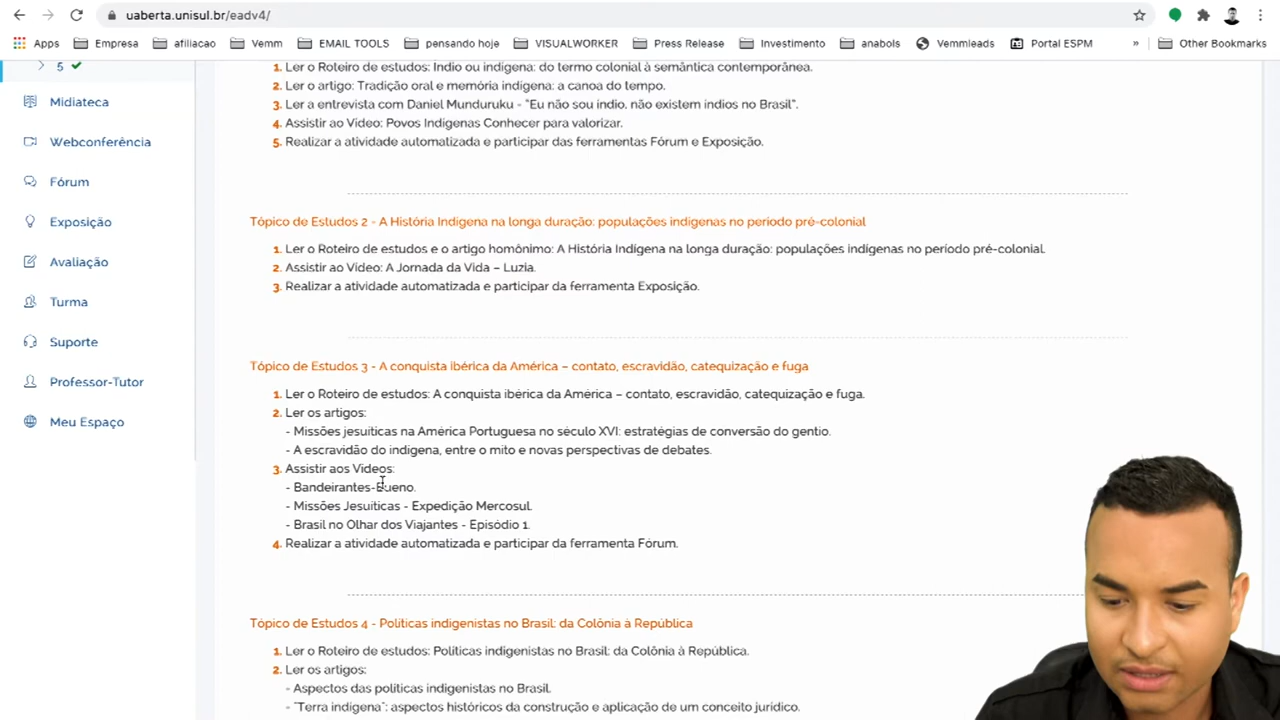 uaberta.unisul.br/eadv4/
Apps Empresa afiliacao Vemm EMAIL TOOLS pensando hoje VISUALWORKER Press Release Investimento anabols Vemmleads Portal ESPM » Other Bookmarks
5
Midiateca
Webconferência
Fórum
Exposição
Avaliação
Turma
Suporte
Professor-Tutor
Meu Espaço
1. Ler o Roteiro de estudos: Índio ou indígena: do termo colonial à semântica contemporânea.
2. Ler o artigo: Tradição oral e memória indígena: a canoa do tempo.
3. Ler a entrevista com Daniel Munduruku - "Eu não sou índio, não existem índios no Brasil".
4. Assistir ao Vídeo: Povos Indígenas Conhecer para valorizar.
5. Realizar a atividade automatizada e participar das ferramentas Fórum e Exposição.
Tópico de Estudos 2 - A História Indígena na longa duração: populações indígenas no período pré-colonial
1. Ler o Roteiro de estudos e o artigo homônimo: A História Indígena na longa duração: populações indígenas no período pré-colonial.
2. Assistir ao Vídeo: A Jornada da Vida – Luzia.
3. Realizar a atividade automatizada e participar da ferramenta Exposição.
Tópico de Estudos 3 - A conquista ibérica da América – contato, escravidão, catequização e fuga
1. Ler o Roteiro de estudos: A conquista ibérica da América – contato, escravidão, catequização e fuga.
2. Ler os artigos:
- Missões jesuíticas na América Portuguesa no século XVI: estratégias de conversão do gentio.
- A escravidão do indígena, entre o mito e novas perspectivas de debates.
3. Assistir aos Vídeos:
- Bandeirantes-Bueno.
- Missões Jesuíticas - Expedição Mercosul.
- Brasil no Olhar dos Viajantes - Episódio 1.
4. Realizar a atividade automatizada e participar da ferramenta Fórum.
Tópico de Estudos 4 - Políticas indigenistas no Brasil: da Colônia à República
1. Ler o Roteiro de estudos: Políticas indigenistas no Brasil: da Colônia à República.
2. Ler os artigos:
- Aspectos das políticas indigenistas no Brasil.
- "Terra indígena": aspectos históricos da construção e aplicação de um conceito jurídico.